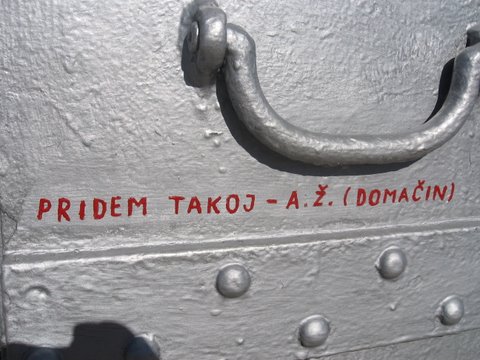 PRIDEM TAKOJ - A.Ž. (DOMAČIN)